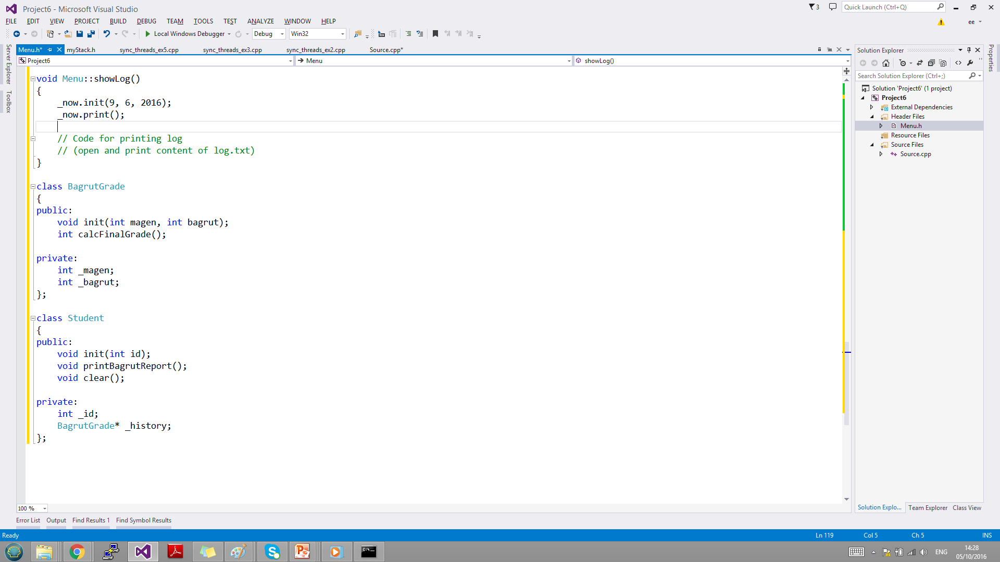 Project6 - Microsoft Visual Studio
3
Quick Launch (Ctrl+Q)
FILE EDIT VIEW PROJECT BUILD DEBUG TEAM TOOLS TEST ANALYZE WINDOW HELP
ee
Local Windows Debugger Debug Win32
Server Explorer
Toolbox
Menu.h* myStack.h sync_threads_ex5.cpp sync_threads_ex3.cpp sync_threads_ex2.cpp Source.cpp*
Project6 Menu showLog()
void Menu::showLog()
{
_now.init(9, 6, 2016);
_now.print();
// Code for printing log
// (open and print content of log.txt)
}
class BagrutGrade
{
public:
void init(int magen, int bagrut);
int calcFinalGrade();
private:
int _magen;
int _bagrut;
};
class Student
{
public:
void init(int id);
void printBagrutReport();
void clear();
private:
int _id;
BagrutGrade* _history;
};
100 %
Solution Explorer
Search Solution Explorer (Ctrl+;)
Solution 'Project6' (1 project)
Project6
External Dependencies
Header Files
Menu.h
Resource Files
Source Files
Source.cpp
Properties
Solution Explo... Team Explorer Class View
Error List Output Find Results 1 Find Symbol Results
Ready Ln 119 Col 5 Ch 5 INS
C:\
ENG
14:28
05/10/2016